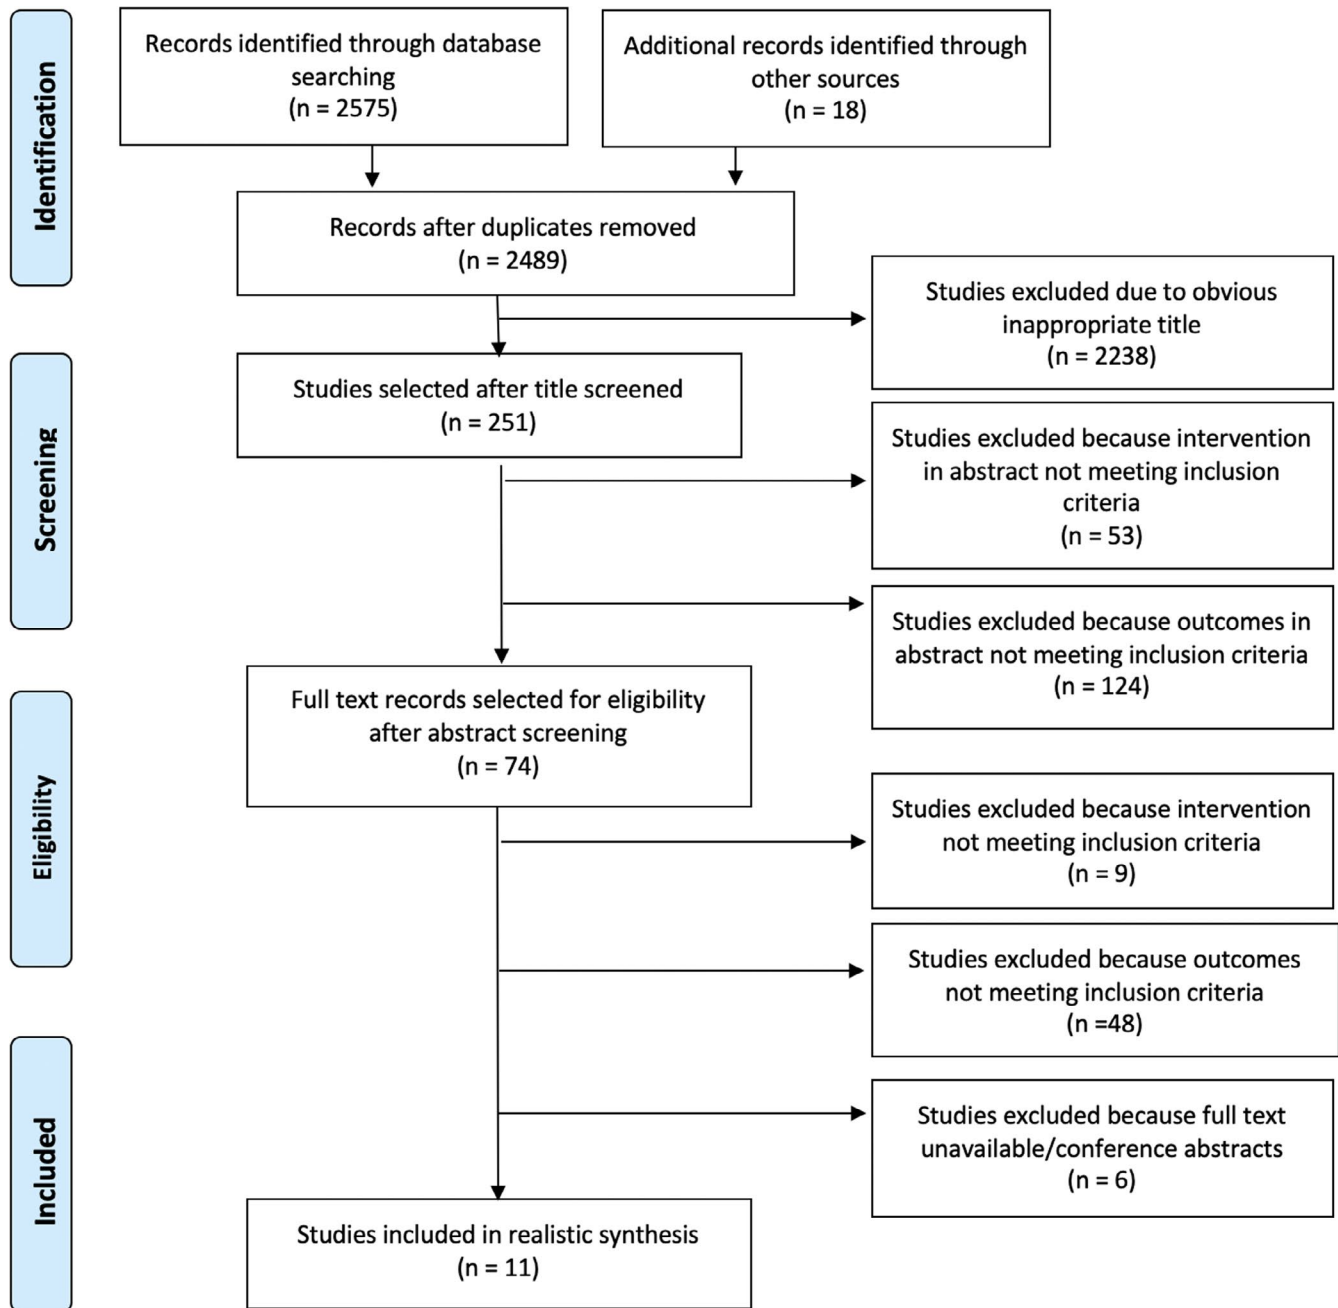 Identification
Records identified through database
searching
(n = 2575)
Additional records identified through
other sources
(n = 18)
Records after duplicates removed
(n = 2489)
Studies excluded due to obvious
inappropriate title
(n = 2238)
Screening
Studies selected after title screened
(n = 251)
Studies excluded because intervention
in abstract not meeting inclusion
criteria
(n = 53)
Studies excluded because outcomes in
abstract not meeting inclusion criteria
(n = 124)
Eligibility
Full text records selected for eligibility
after abstract screening
(n = 74)
Studies excluded because intervention
not meeting inclusion criteria
(n = 9)
Studies excluded because outcomes
not meeting inclusion criteria
(n =48)
Included
Studies excluded because full text
unavailable/conference abstracts
(n = 6)
Studies included in realistic synthesis
(n = 11)